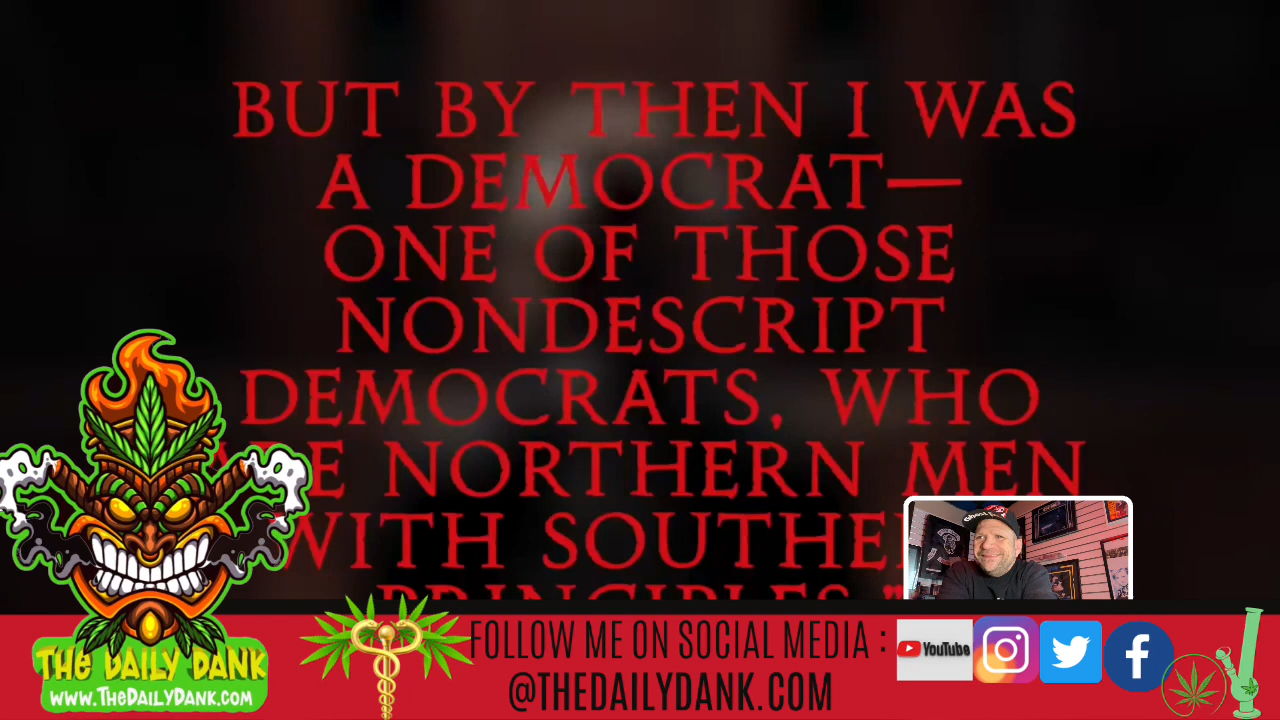 BUT BY THEN I WAS
A DEMOCRAT—
ONE OF THOSE
NONDESCRIPT
DEMOCRATS, WHO
NORTHERN MEN
WITH
PRINCIPLES."
THE DAILY DANK
WWW.THEDAILYDANK.COM
FOLLOW ME ON SOCIAL MEDIA :
@THEDAILYDANK.COM
YouTube